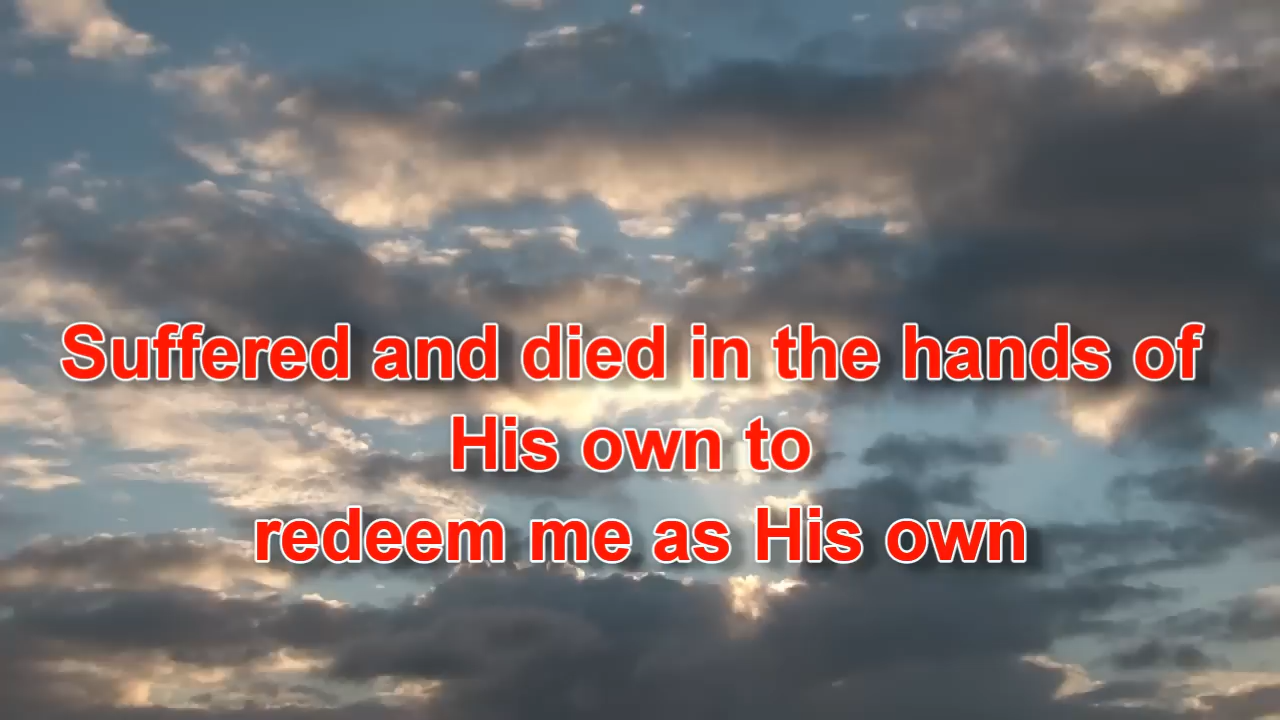 Suffered and died in the hands of
His own to
redeem me as His own